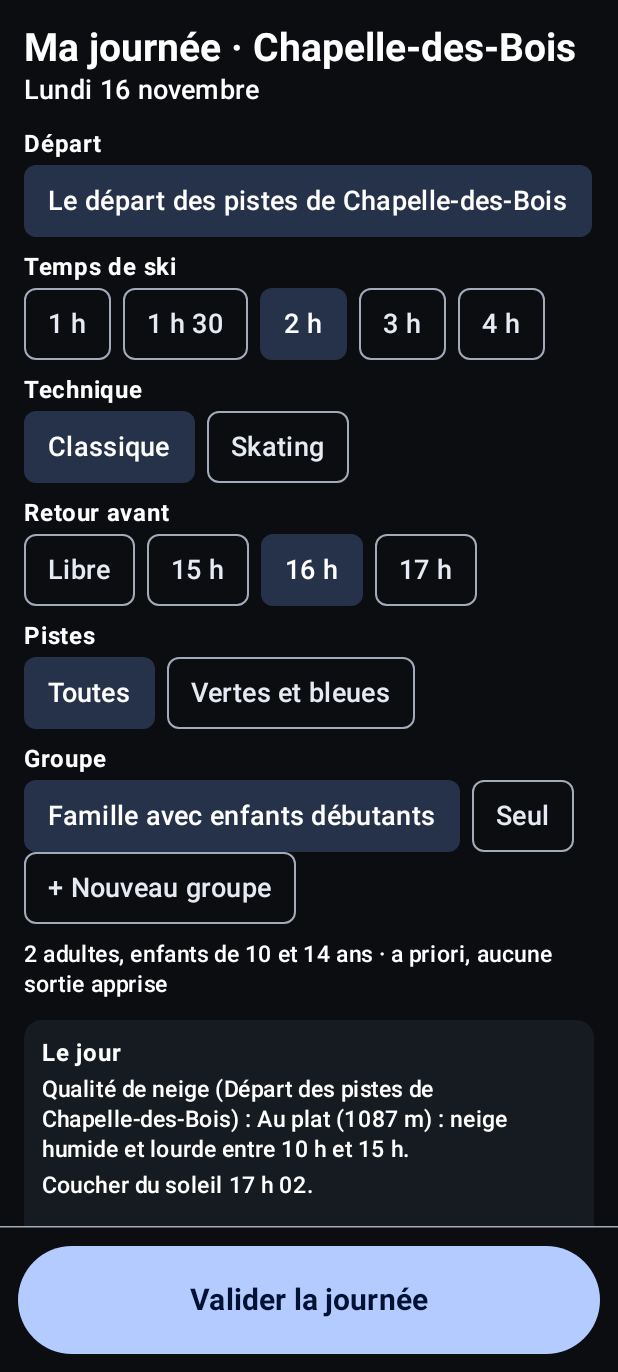 Ma journée · Chapelle-des-Bois
Lundi 16 novembre
Départ
Le départ des pistes de Chapelle-des-Bois
Temps de ski
1 h
1 h 30
2 h
3 h
4 h
Technique
Classique
Skating
Retour avant
Libre
15 h
16 h
17 h
Pistes
Toutes
Vertes et bleues
Groupe
Famille avec enfants débutants
Seul
+ Nouveau groupe
2 adultes, enfants de 10 et 14 ans · a priori, aucune
sortie apprise
Le jour
Qualité de neige (Départ des pistes de
Chapelle-des-Bois) : Au plat (1087 m) : neige
humide et lourde entre 10 h et 15 h.
Coucher du soleil 17 h 02.
Valider la journée